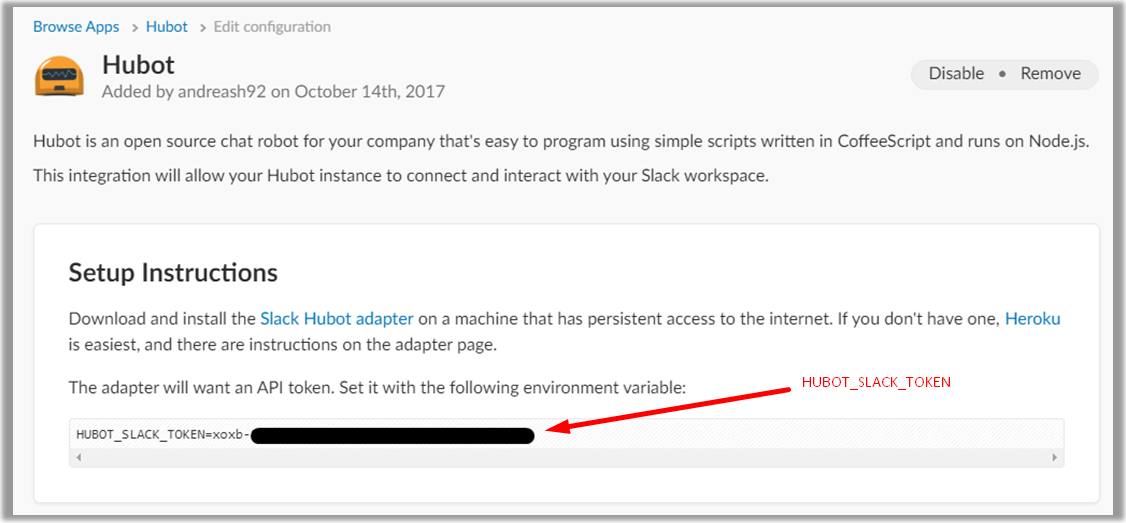 Browse Apps > Hubot > Edit configuration
Hubot
Added by andreash92 on October 14th, 2017
Disable • Remove
Hubot is an open source chat robot for your company that's easy to program using simple scripts written in CoffeeScript and runs on Node.js.
This integration will allow your Hubot instance to connect and interact with your Slack workspace.
Setup Instructions
Download and install the Slack Hubot adapter on a machine that has persistent access to the internet. If you don't have one, Heroku
is easiest, and there are instructions on the adapter page.
The adapter will want an API token. Set it with the following environment variable:
HUBOT_SLACK_TOKEN
HUBOT_SLACK_TOKEN=xoxb-